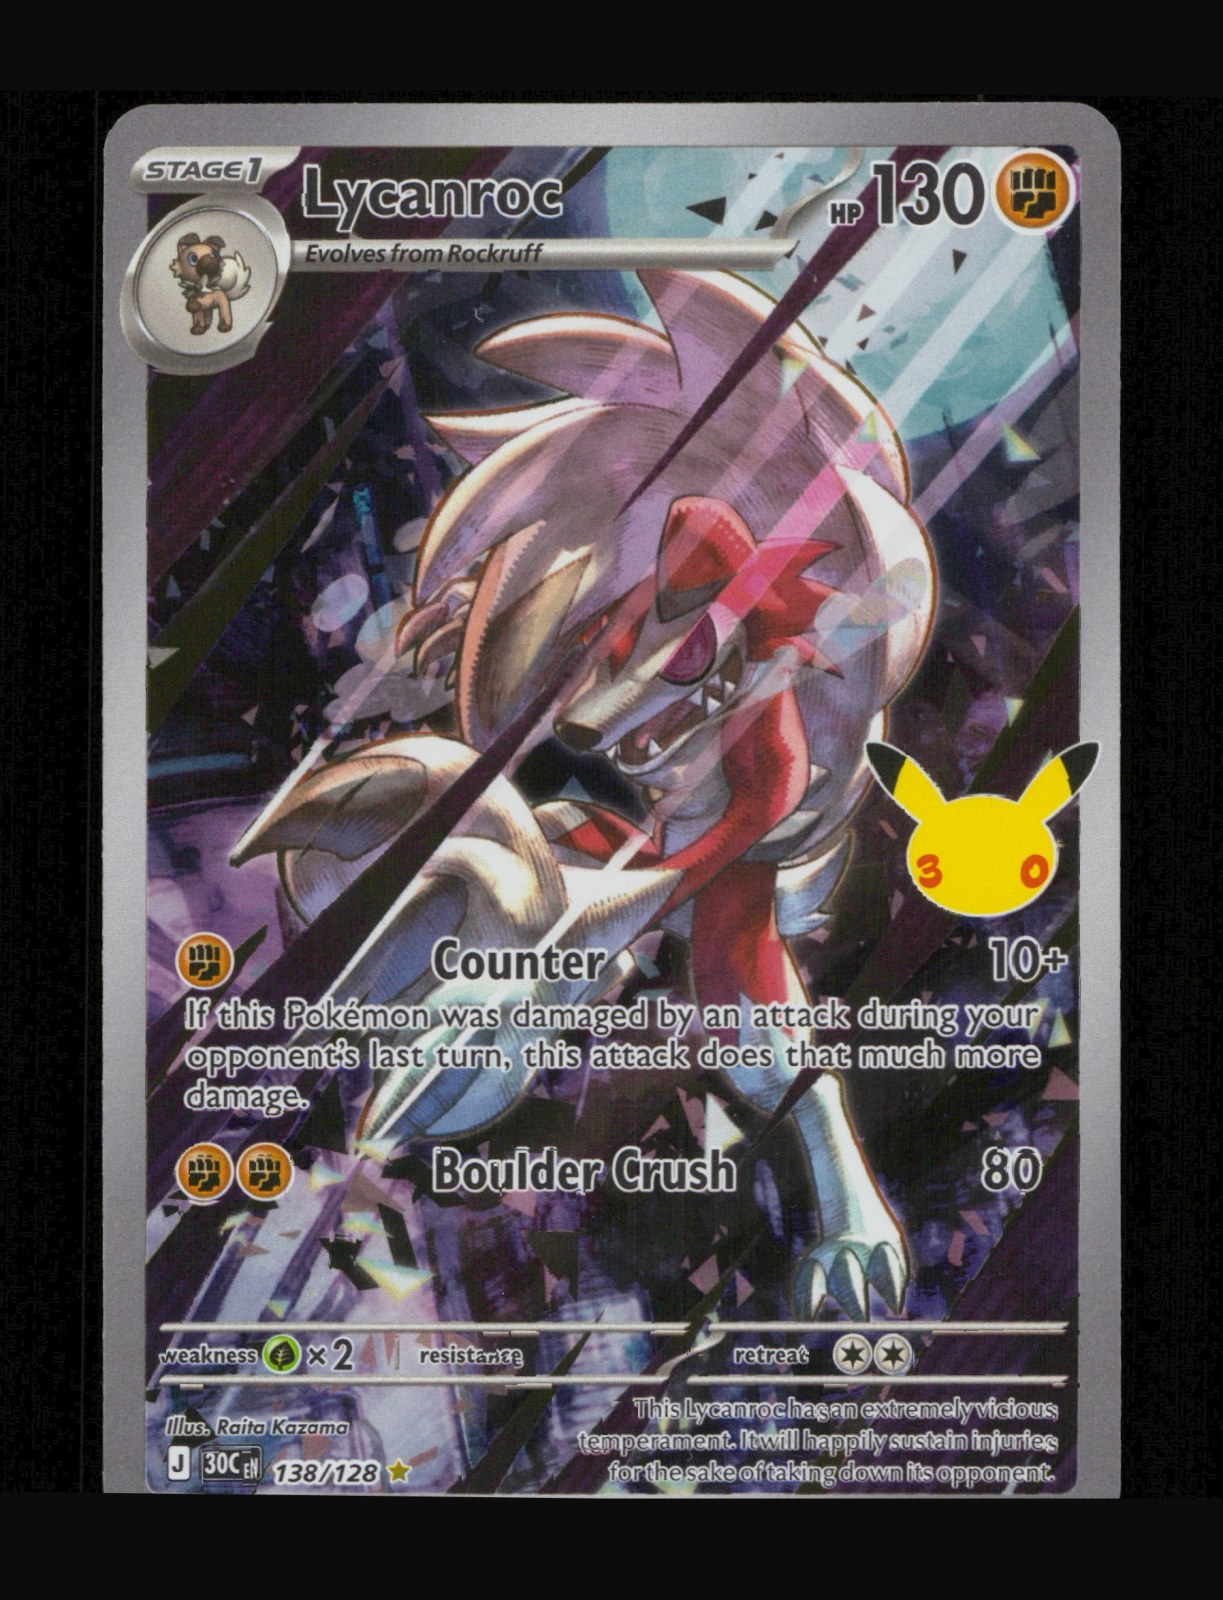 STAGE1
Lycanroc
HP 130
Evolves from Rockruff
30
Counter 10+
If this Pokémon was damaged by an attack during your
opponent's last turn, this attack does that much more
damage.
Boulder Crush 80
weakness ×2 resistance retreat
Illus. Raita Kazama
J 30C EN 138/128
This Lycanroc has an extremely vicious
temperament. It will happily sustain injuries
for the sake of taking down its opponent.